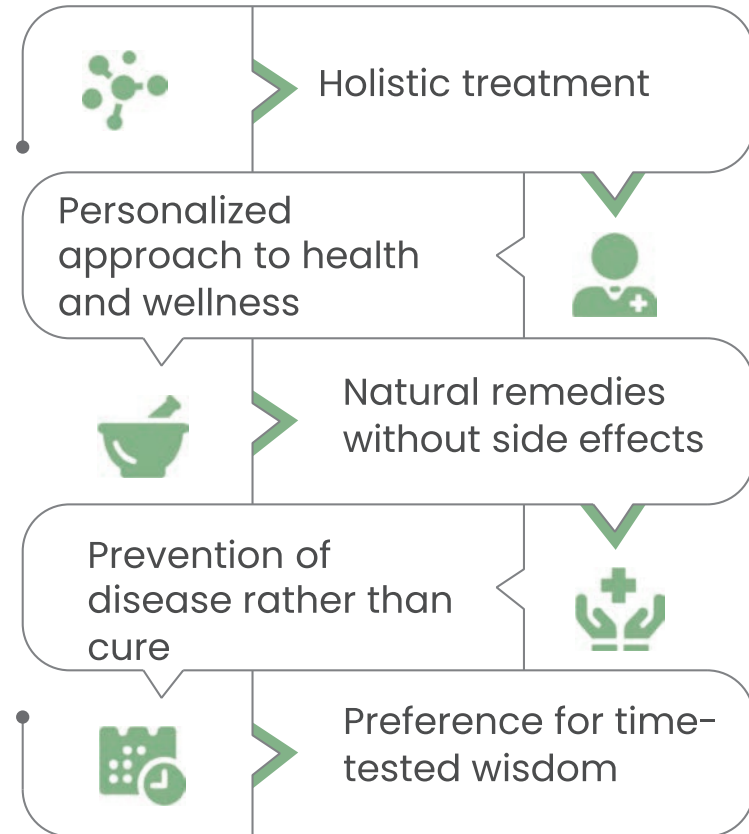 Holistic treatment
Personalized
approach to health
and wellness
Natural remedies
without side effects
Prevention of
disease rather than
cure
Preference for time-
tested wisdom